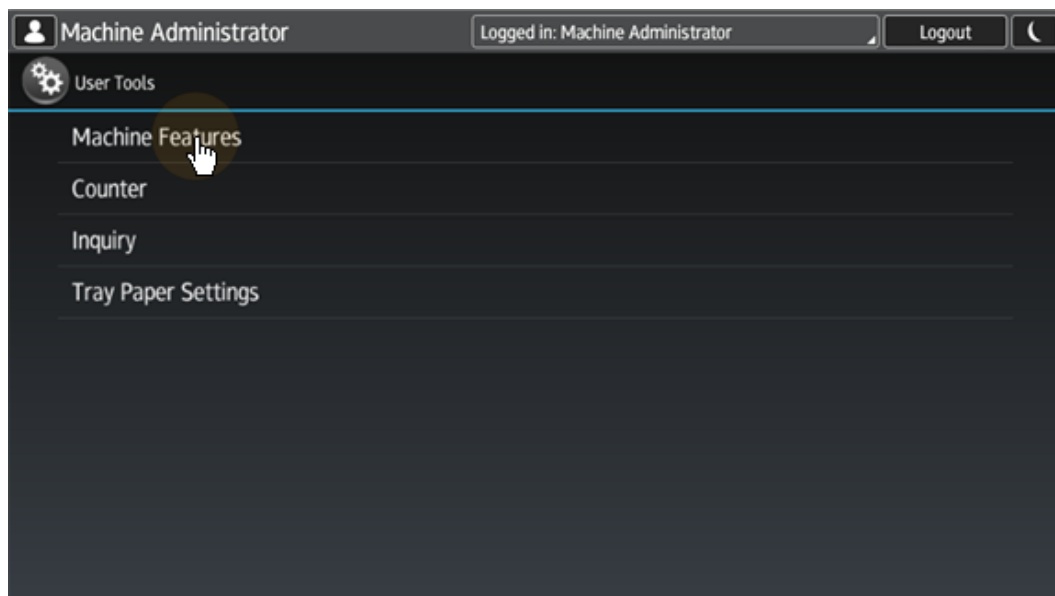 Machine Administrator Logged in: Machine Administrator Logout
User Tools
Machine Features
Counter
Inquiry
Tray Paper Settings